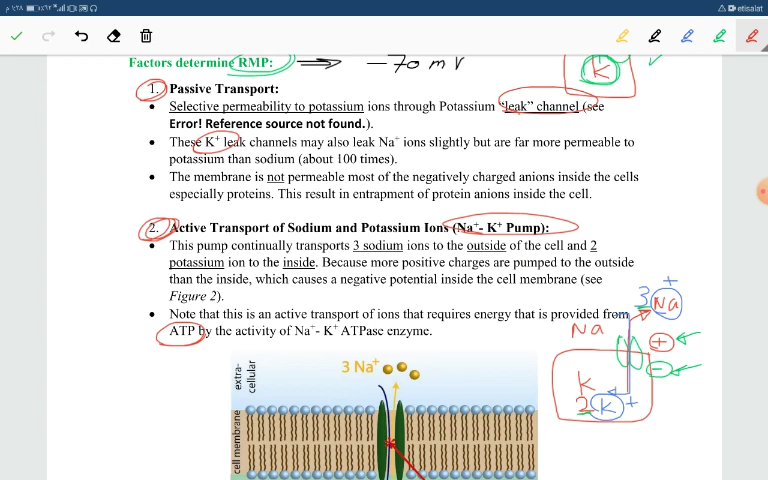 etisalat
Factors determine RMP: -70 mV
K
1. Passive Transport:
• Selective permeability to potassium ions through Potassium “leak” channel (see
Error! Reference source not found.).
• These K⁺ leak channels may also leak Na⁺ ions slightly but are far more permeable to
potassium than sodium (about 100 times).
• The membrane is not permeable most of the negatively charged anions inside the cells
especially proteins. This result in entrapment of protein anions inside the cell.
2. Active Transport of Sodium and Potassium Ions (Na⁺- K⁺ Pump):
• This pump continually transports 3 sodium ions to the outside of the cell and 2
potassium ion to the inside. Because more positive charges are pumped to the outside
than the inside, which causes a negative potential inside the cell membrane (see
Figure 2).
• Note that this is an active transport of ions that requires energy that is provided from
ATP by the activity of Na⁺- K⁺ ATPase enzyme.
+
3 Na
Na
+
-
K
2 K +
extra-
cellular
3 Na⁺
cell membrane